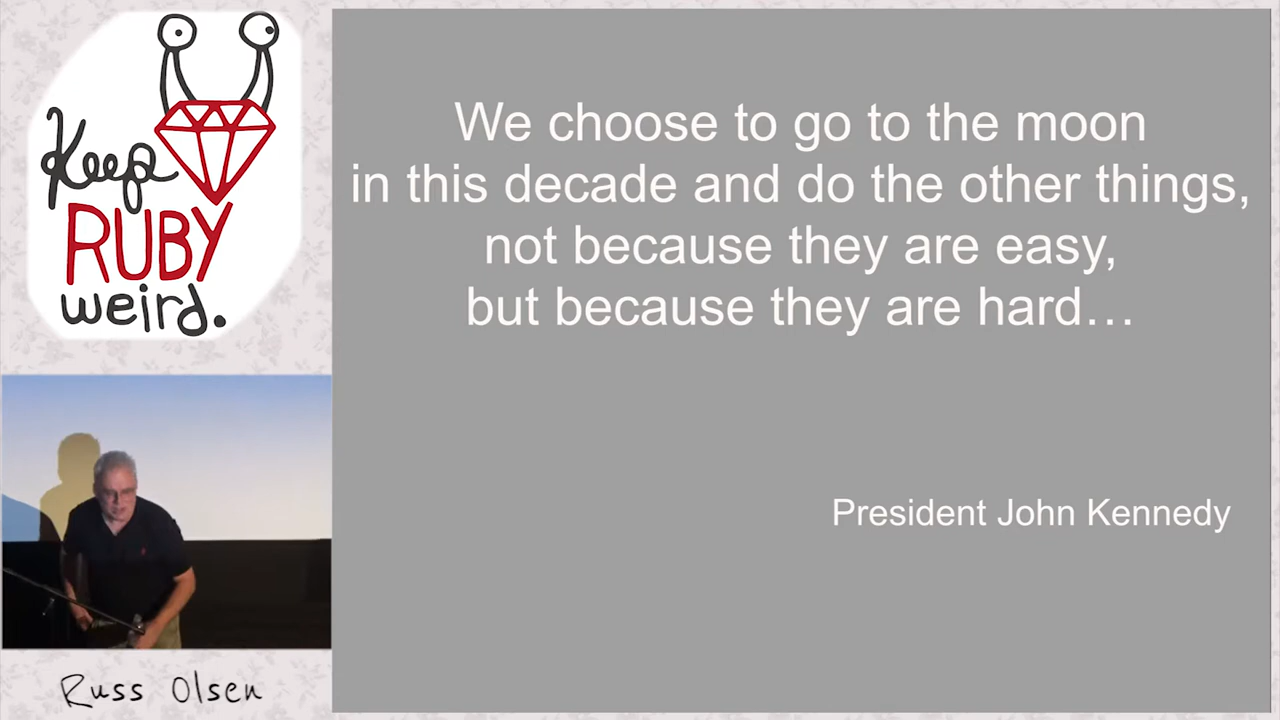 Keep
RUBY
weird.
We choose to go to the moon
in this decade and do the other things,
not because they are easy,
but because they are hard…
President John Kennedy
Russ Olsen